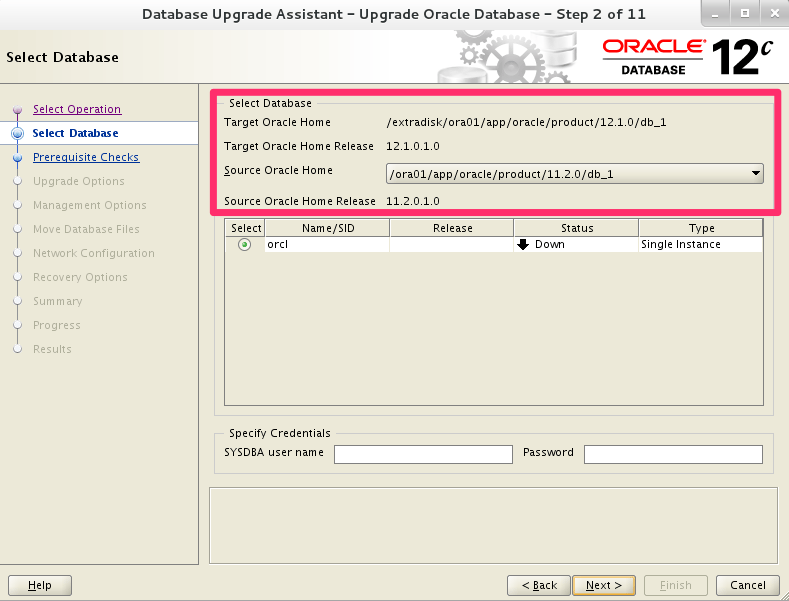 Database Upgrade Assistant - Upgrade Oracle Database - Step 2 of 11
Select Database
ORACLE®
DATABASE
12c
Select Operation
Select Database
Prerequisite Checks
Upgrade Options
Management Options
Move Database Files
Network Configuration
Recovery Options
Summary
Progress
Results
Select Database
Target Oracle Home /extradisk/ora01/app/oracle/product/12.1.0/db_1
Target Oracle Home Release 12.1.0.1.0
Source Oracle Home /ora01/app/oracle/product/11.2.0/db_1
Source Oracle Home Release 11.2.0.1.0
Select Name/SID Release Status Type
orcl Down Single Instance
Specify Credentials
SYSDBA user name Password
Help < Back Next > Finish Cancel